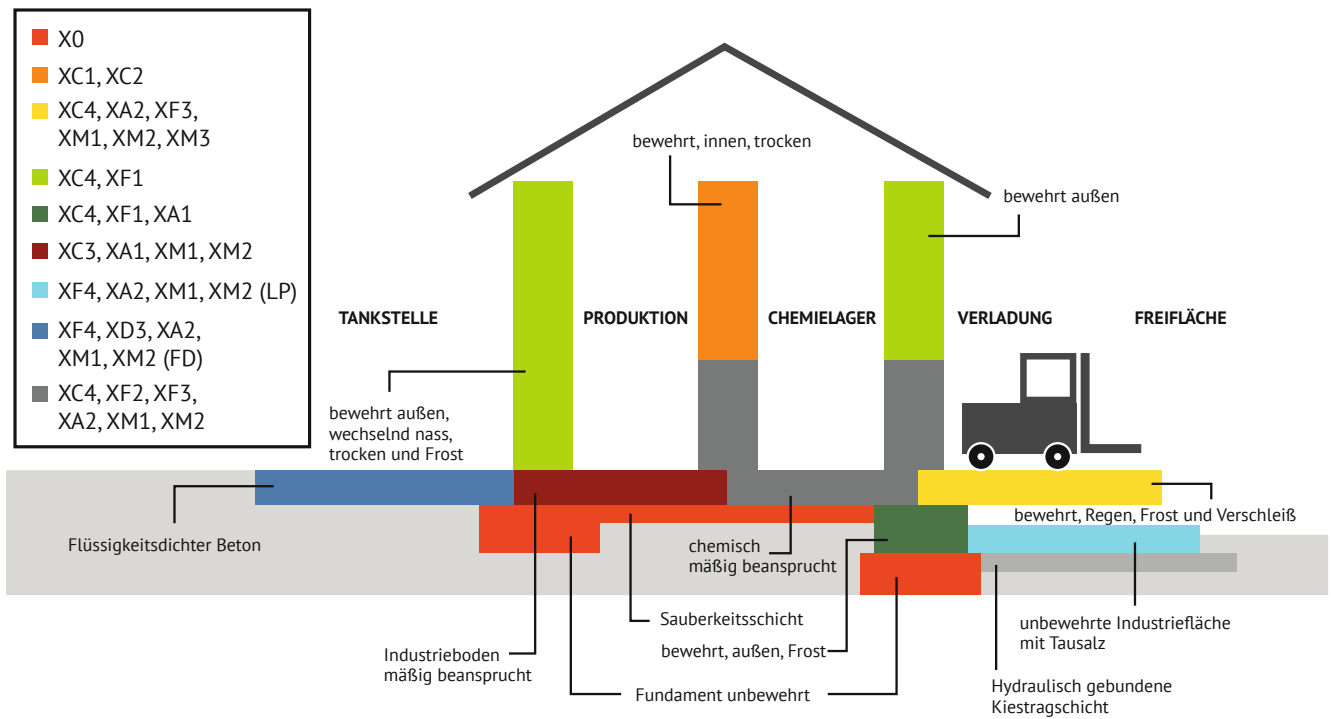 X0
XC1, XC2
XC4, XA2, XF3,
XM1, XM2, XM3
XC4, XF1
XC4, XF1, XA1
XC3, XA1, XM1, XM2
XF4, XA2, XM1, XM2 (LP)
XF4, XD3, XA2,
XM1, XM2 (FD)
XC4, XF2, XF3,
XA2, XM1, XM2
bewehrt, innen, trocken
bewehrt außen
TANKSTELLE
PRODUKTION
CHEMIELAGER
VERLADUNG
FREIFLÄCHE
bewehrt außen,
wechselnd nass,
trocken und Frost
bewehrt, Regen, Frost und Verschleiß
Flüssigkeitsdichter Beton
chemisch
mäßig beansprucht
Sauberkeitsschicht
unbewehrte Industriefläche
mit Tausalz
Industrieboden
mäßig beansprucht
bewehrt, außen, Frost
Fundament unbewehrt
Hydraulisch gebundene
Kiestragschicht